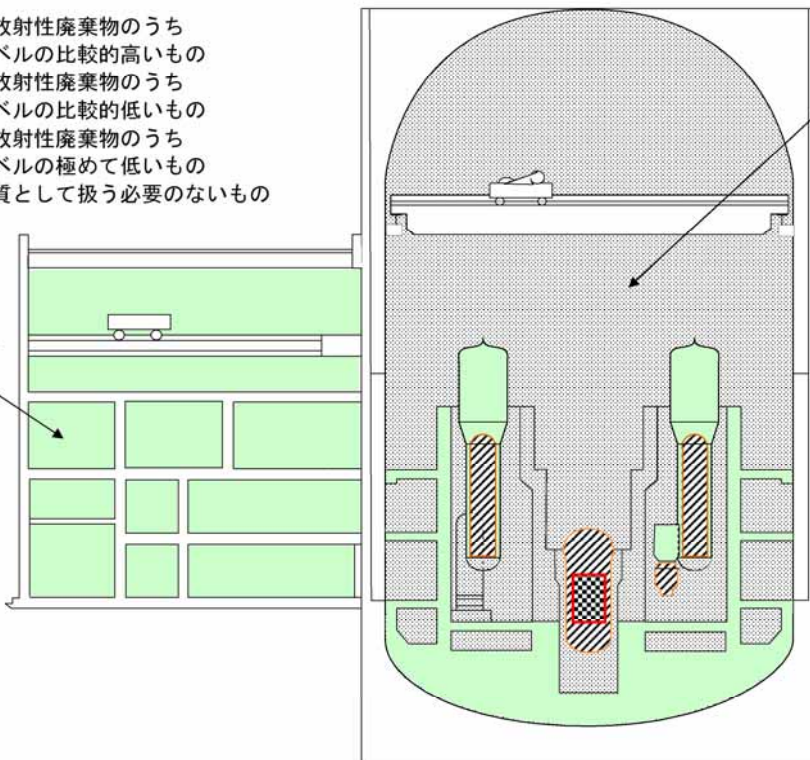 放射性廃棄物のうち
ベルの比較的高いもの
放射性廃棄物のうち
ベルの比較的低いもの
放射性廃棄物のうち
ベルの極めて低いもの
質として扱う必要のないもの